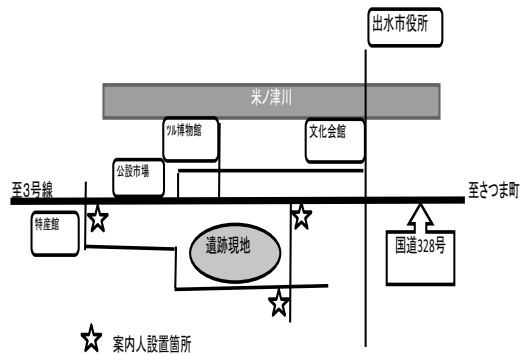 出水市役所
米ノ津川
ツル博物館
文化会館
公設市場
至3号線
至さつま町
特産館
遺跡現地
国道328号
案内人設置箇所